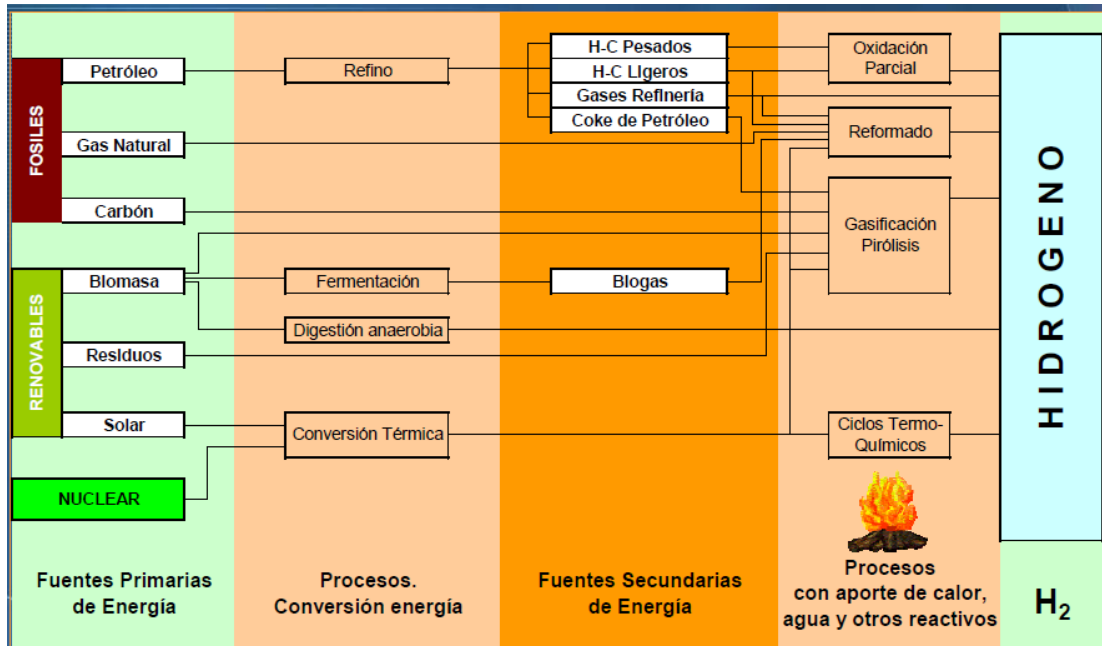 FOSILES
Petróleo
Gas Natural
Carbón
RENOVABLES
Biomasa
Residuos
Solar
NUCLEAR
Refino
Fermentación
Digestión anaerobia
Conversión Térmica
H-C Pesados
H-C Ligeros
Gases Refinería
Coke de Petróleo
Biogas
Oxidación
Parcial
Reformado
Gasificación
Pirólisis
Ciclos Termo-
Químicos
HIDROGENO
Fuentes Primarias
de Energía
Procesos.
Conversión energía
Fuentes Secundarias
de Energía
Procesos
con aporte de calor,
agua y otros reactivos
H₂